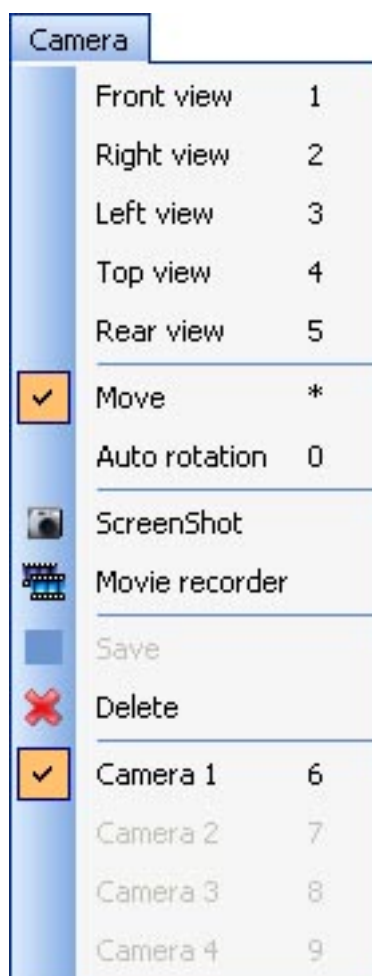 Camera
Front view 1
Right view 2
Left view 3
Top view 4
Rear view 5
Move *
Auto rotation 0
ScreenShot
Movie recorder
Save
Delete
Camera 1 6
Camera 2 7
Camera 3 8
Camera 4 9